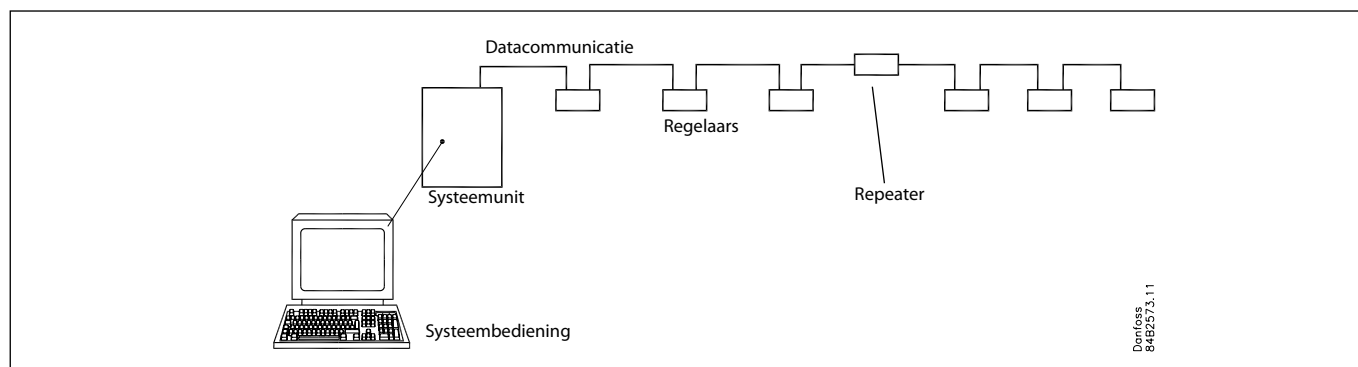 Datacommunicatie
Regelaars
Repeater
Systeemunit
Systeembediening
Danfoss
84B2573.11